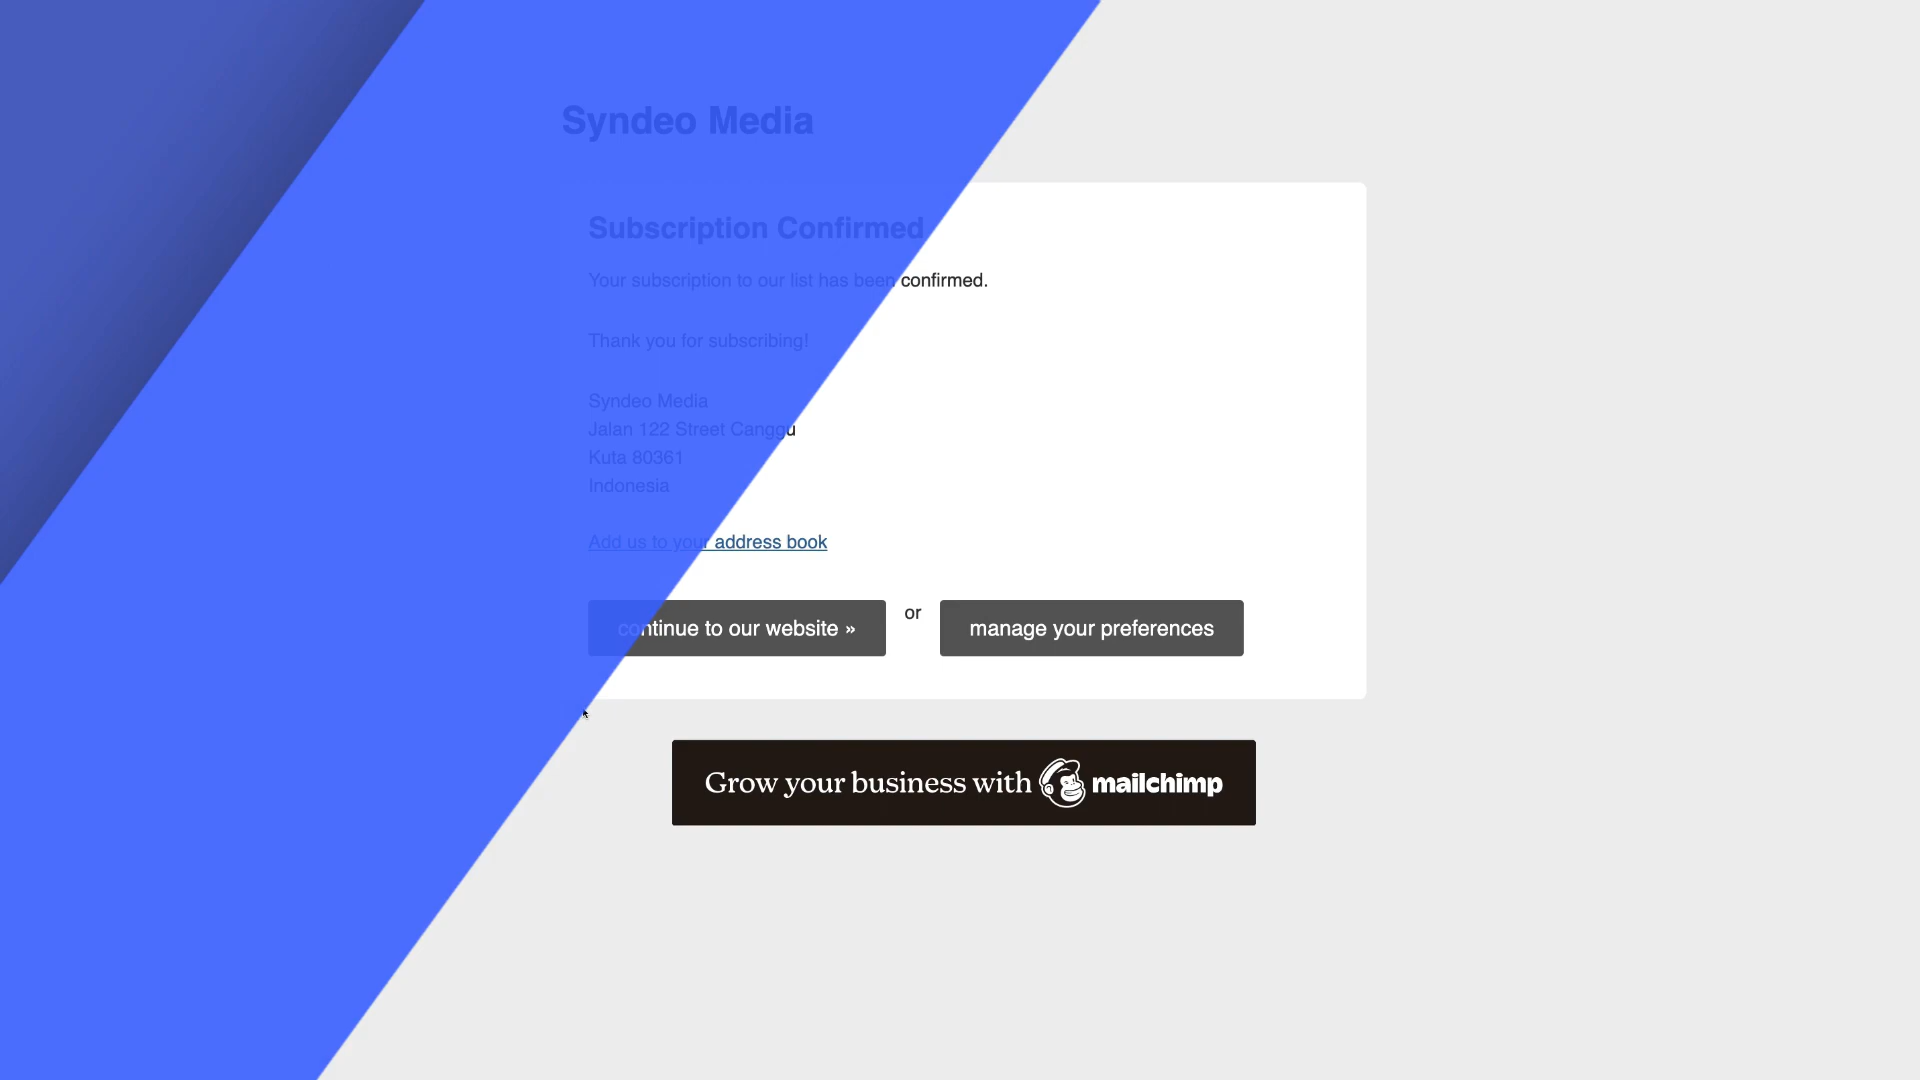 Syndeo Media
Subscription Confirmed
Your subscription to our list has been confirmed.
Thank you for subscribing!
Syndeo Media
Jalan 122 Street Canggu
Kuta 80361
Indonesia
Add us to your address book
continue to our website »
or
manage your preferences
Grow your business with mailchimp